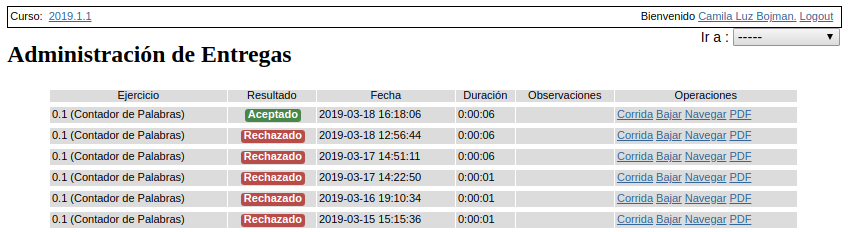 Curso: 2019.1.1 Bienvenido Camila Luz Bojman. Logout
Ir a : -----
Administración de Entregas
Ejercicio Resultado Fecha Duración Observaciones Operaciones
0.1 (Contador de Palabras) Aceptado 2019-03-18 16:18:06 0:00:06 Corrida Bajar Navegar PDF
0.1 (Contador de Palabras) Rechazado 2019-03-18 12:56:44 0:00:06 Corrida Bajar Navegar PDF
0.1 (Contador de Palabras) Rechazado 2019-03-17 14:51:11 0:00:06 Corrida Bajar Navegar PDF
0.1 (Contador de Palabras) Rechazado 2019-03-17 14:22:50 0:00:01 Corrida Bajar Navegar PDF
0.1 (Contador de Palabras) Rechazado 2019-03-16 19:10:34 0:00:01 Corrida Bajar Navegar PDF
0.1 (Contador de Palabras) Rechazado 2019-03-15 15:15:36 0:00:01 Corrida Bajar Navegar PDF